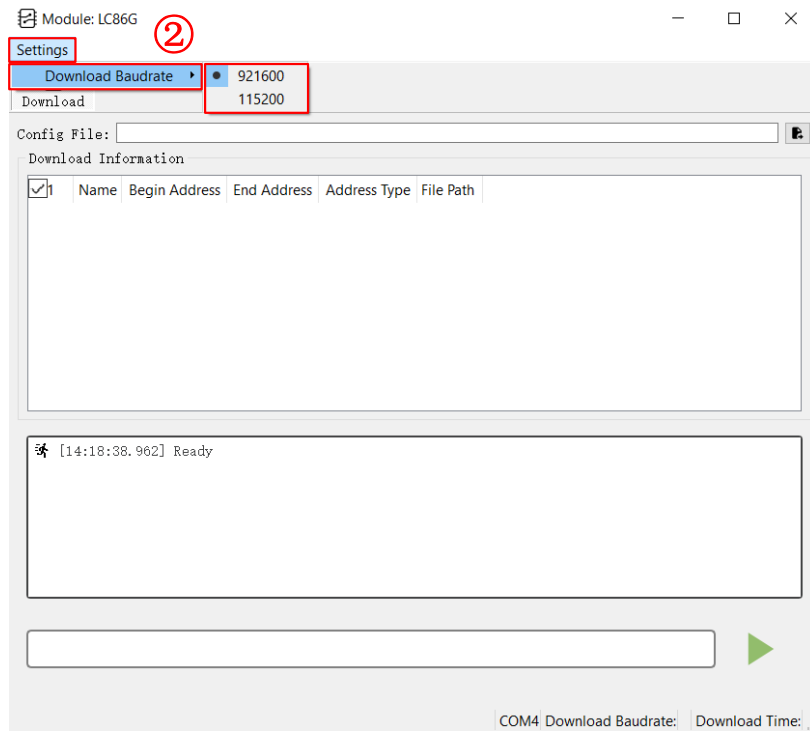 Module: LC86G
②
Settings
Download Baudrate
921600
115200
Download
Config File:
Download Information
1 Name Begin Address End Address Address Type File Path
[14:18:38.962] Ready
COM4 Download Baudrate: Download Time: